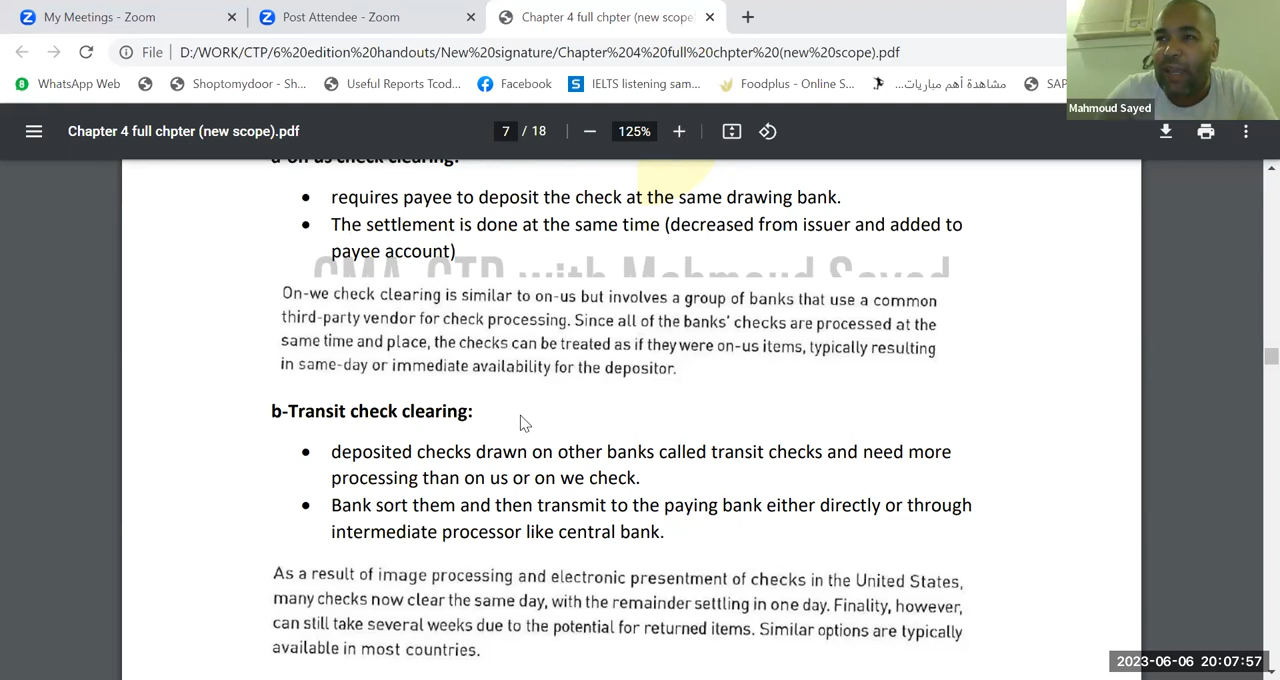 My Meetings - Zoom
Post Attendee - Zoom
Chapter 4 full chpter (new scope)
File
D:/WORK/CTP/6%20edition%20handouts/New%20signature/Chapter%204%20full%20chpter%20(new%20scope).pdf
WhatsApp Web
Shoptomydoor - Sh...
Useful Reports Tcod...
Facebook
IELTS listening sam...
Foodplus - Online S...
مشاهدة أهم مباريات...
SAP
Mahmoud Sayed
Chapter 4 full chpter (new scope).pdf
7 / 18
125%
a-On us check clearing:
• requires payee to deposit the check at the same drawing bank.
• The settlement is done at the same time (decreased from issuer and added to
payee account)
CMA, CTP with Mahmoud Sayed
On-we check clearing is similar to on-us but involves a group of banks that use a common
third-party vendor for check processing. Since all of the banks' checks are processed at the
same time and place, the checks can be treated as if they were on-us items, typically resulting
in same-day or immediate availability for the depositor.
b-Transit check clearing:
• deposited checks drawn on other banks called transit checks and need more
processing than on us or on we check.
• Bank sort them and then transmit to the paying bank either directly or through
intermediate processor like central bank.
As a result of image processing and electronic presentment of checks in the United States,
many checks now clear the same day, with the remainder settling in one day. Finality, however,
can still take several weeks due to the potential for returned items. Similar options are typically
available in most countries.
2023-06-06 20:07:57